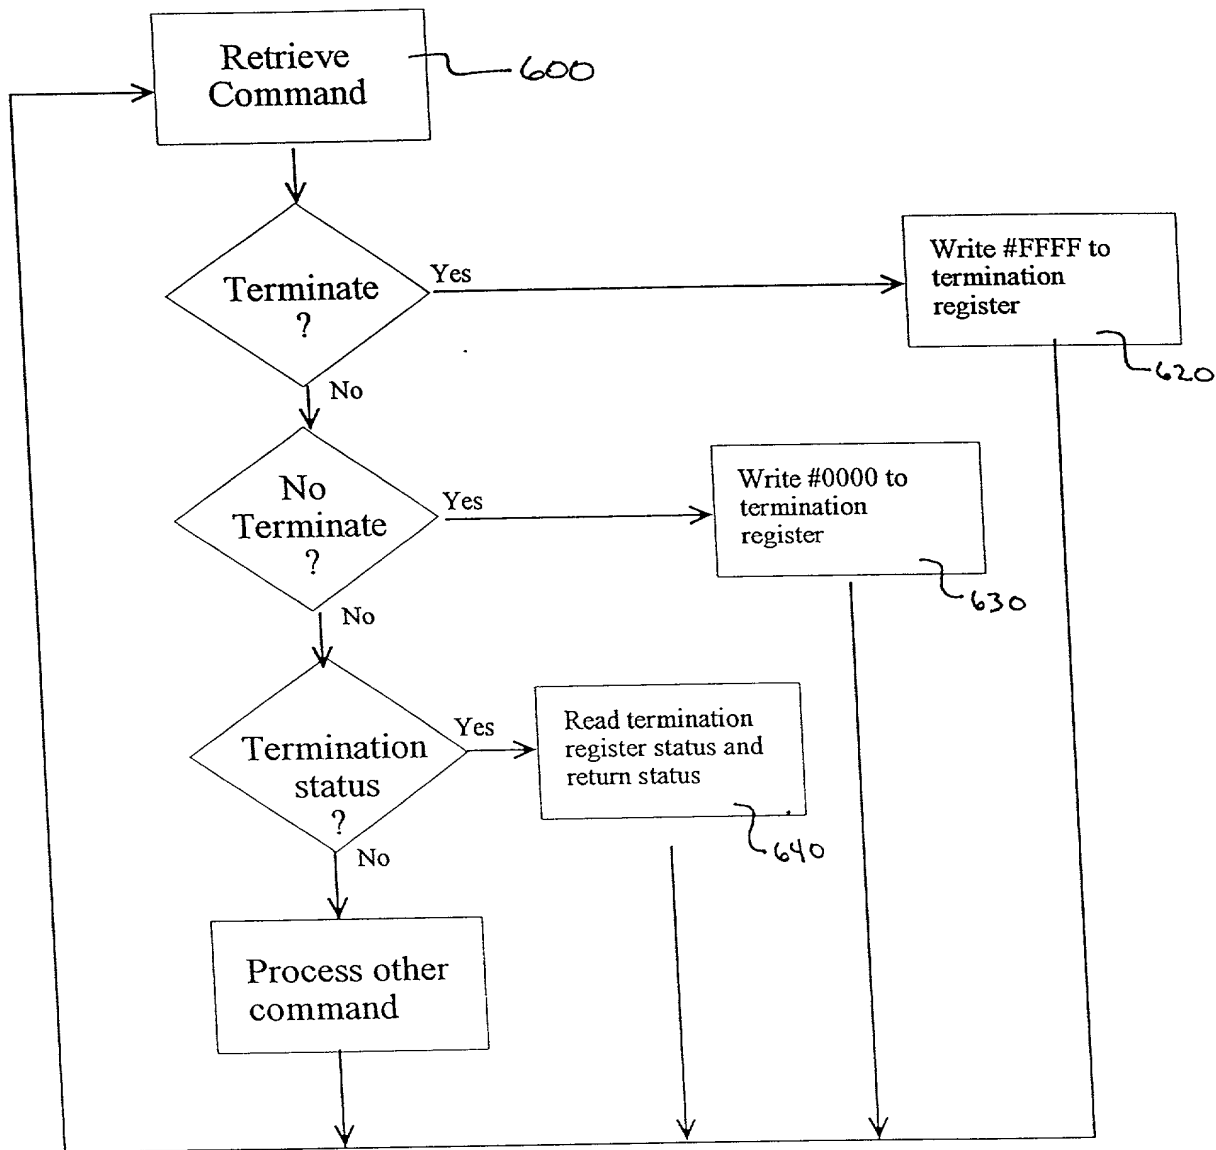 Retrieve
Command
600
Terminate
?
Yes
Write #FFFF to
termination
register
620
No
No
Terminate
?
Yes
Write #0000 to
termination
register
630
No
Termination
status
?
Yes
Read termination
register status and
return status
640
No
Process other
command